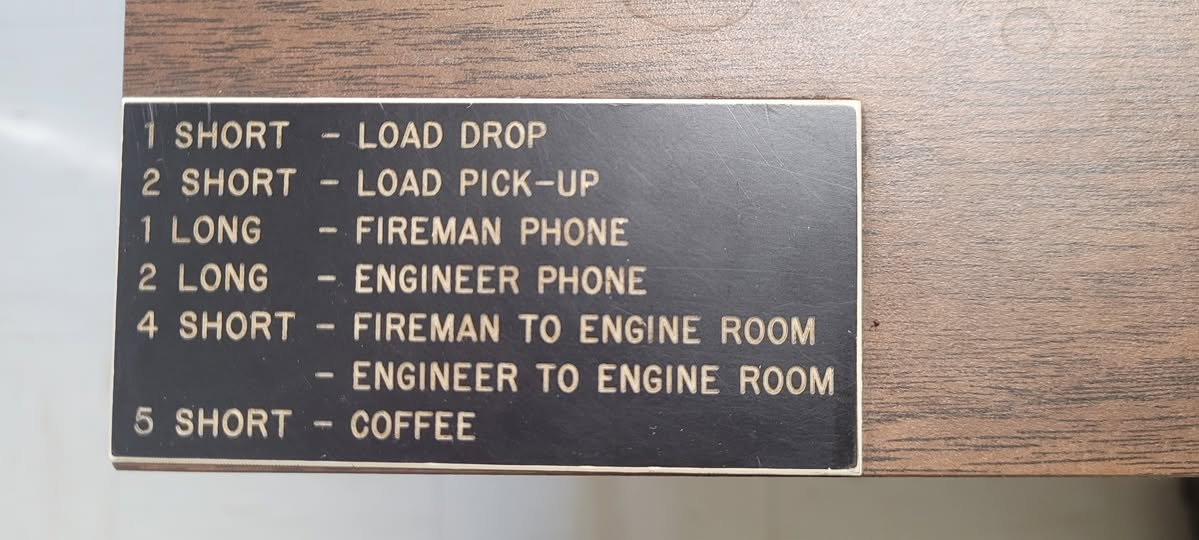 1 SHORT - LOAD DROP
2 SHORT - LOAD PICK-UP
1 LONG - FIREMAN PHONE
2 LONG - ENGINEER PHONE
4 SHORT - FIREMAN TO ENGINE ROOM
- ENGINEER TO ENGINE ROOM
5 SHORT - COFFEE